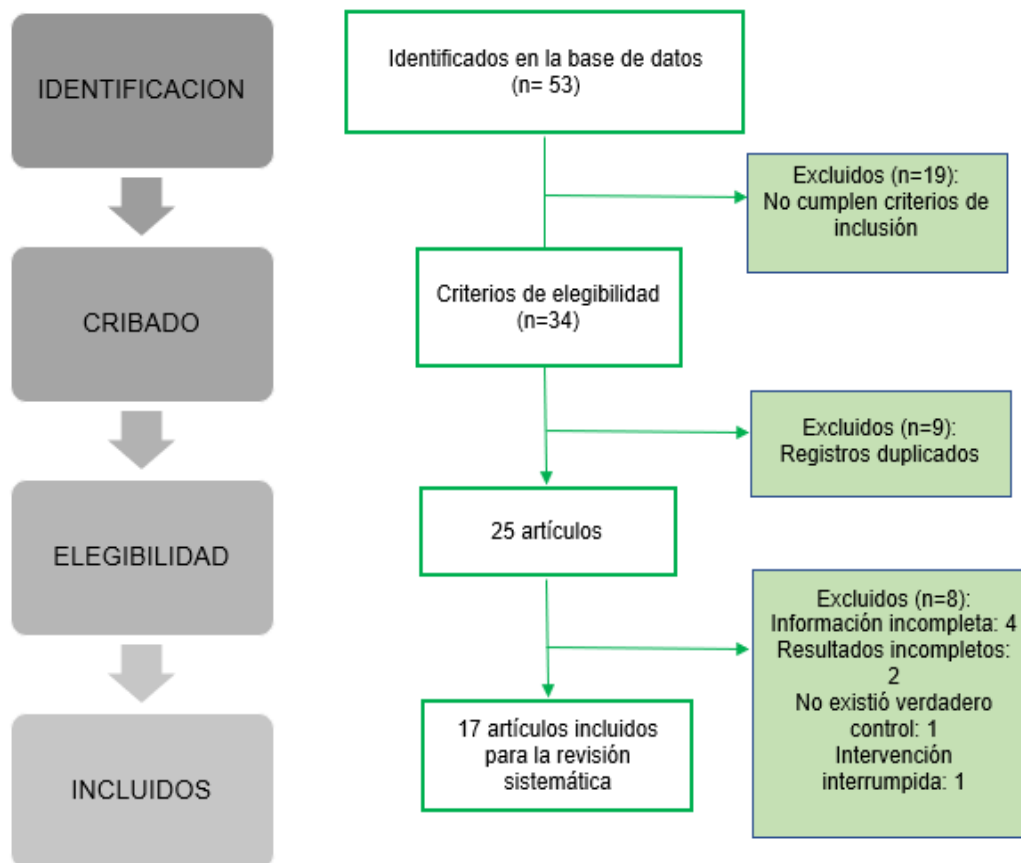 IDENTIFICACION
Identificados en la base de datos
(n= 53)
Excluidos (n=19):
No cumplen criterios de
inclusión
CRIBADO
Criterios de elegibilidad
(n=34)
Excluidos (n=9):
Registros duplicados
ELEGIBILIDAD
25 artículos
Excluidos (n=8):
Información incompleta: 4
Resultados incompletos:
2
No existió verdadero
control: 1
Intervención
interrumpida: 1
INCLUIDOS
17 artículos incluidos
para la revisión
sistemática